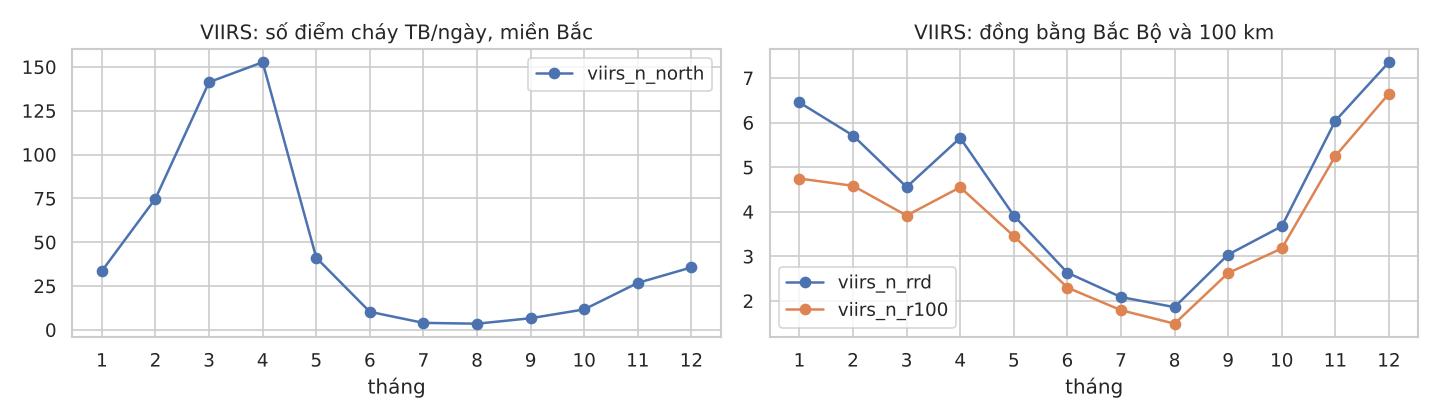 VIIRS: số điểm cháy TB/ngày, miền Bắc
viirs_n_north
150
125
100
75
50
25
0
1 2 3 4 5 6 7 8 9 10 11 12
tháng
VIIRS: đồng bằng Bắc Bộ và 100 km
7
6
5
4
3
2
viirs_n_rrd
viirs_n_r100
1 2 3 4 5 6 7 8 9 10 11 12
tháng